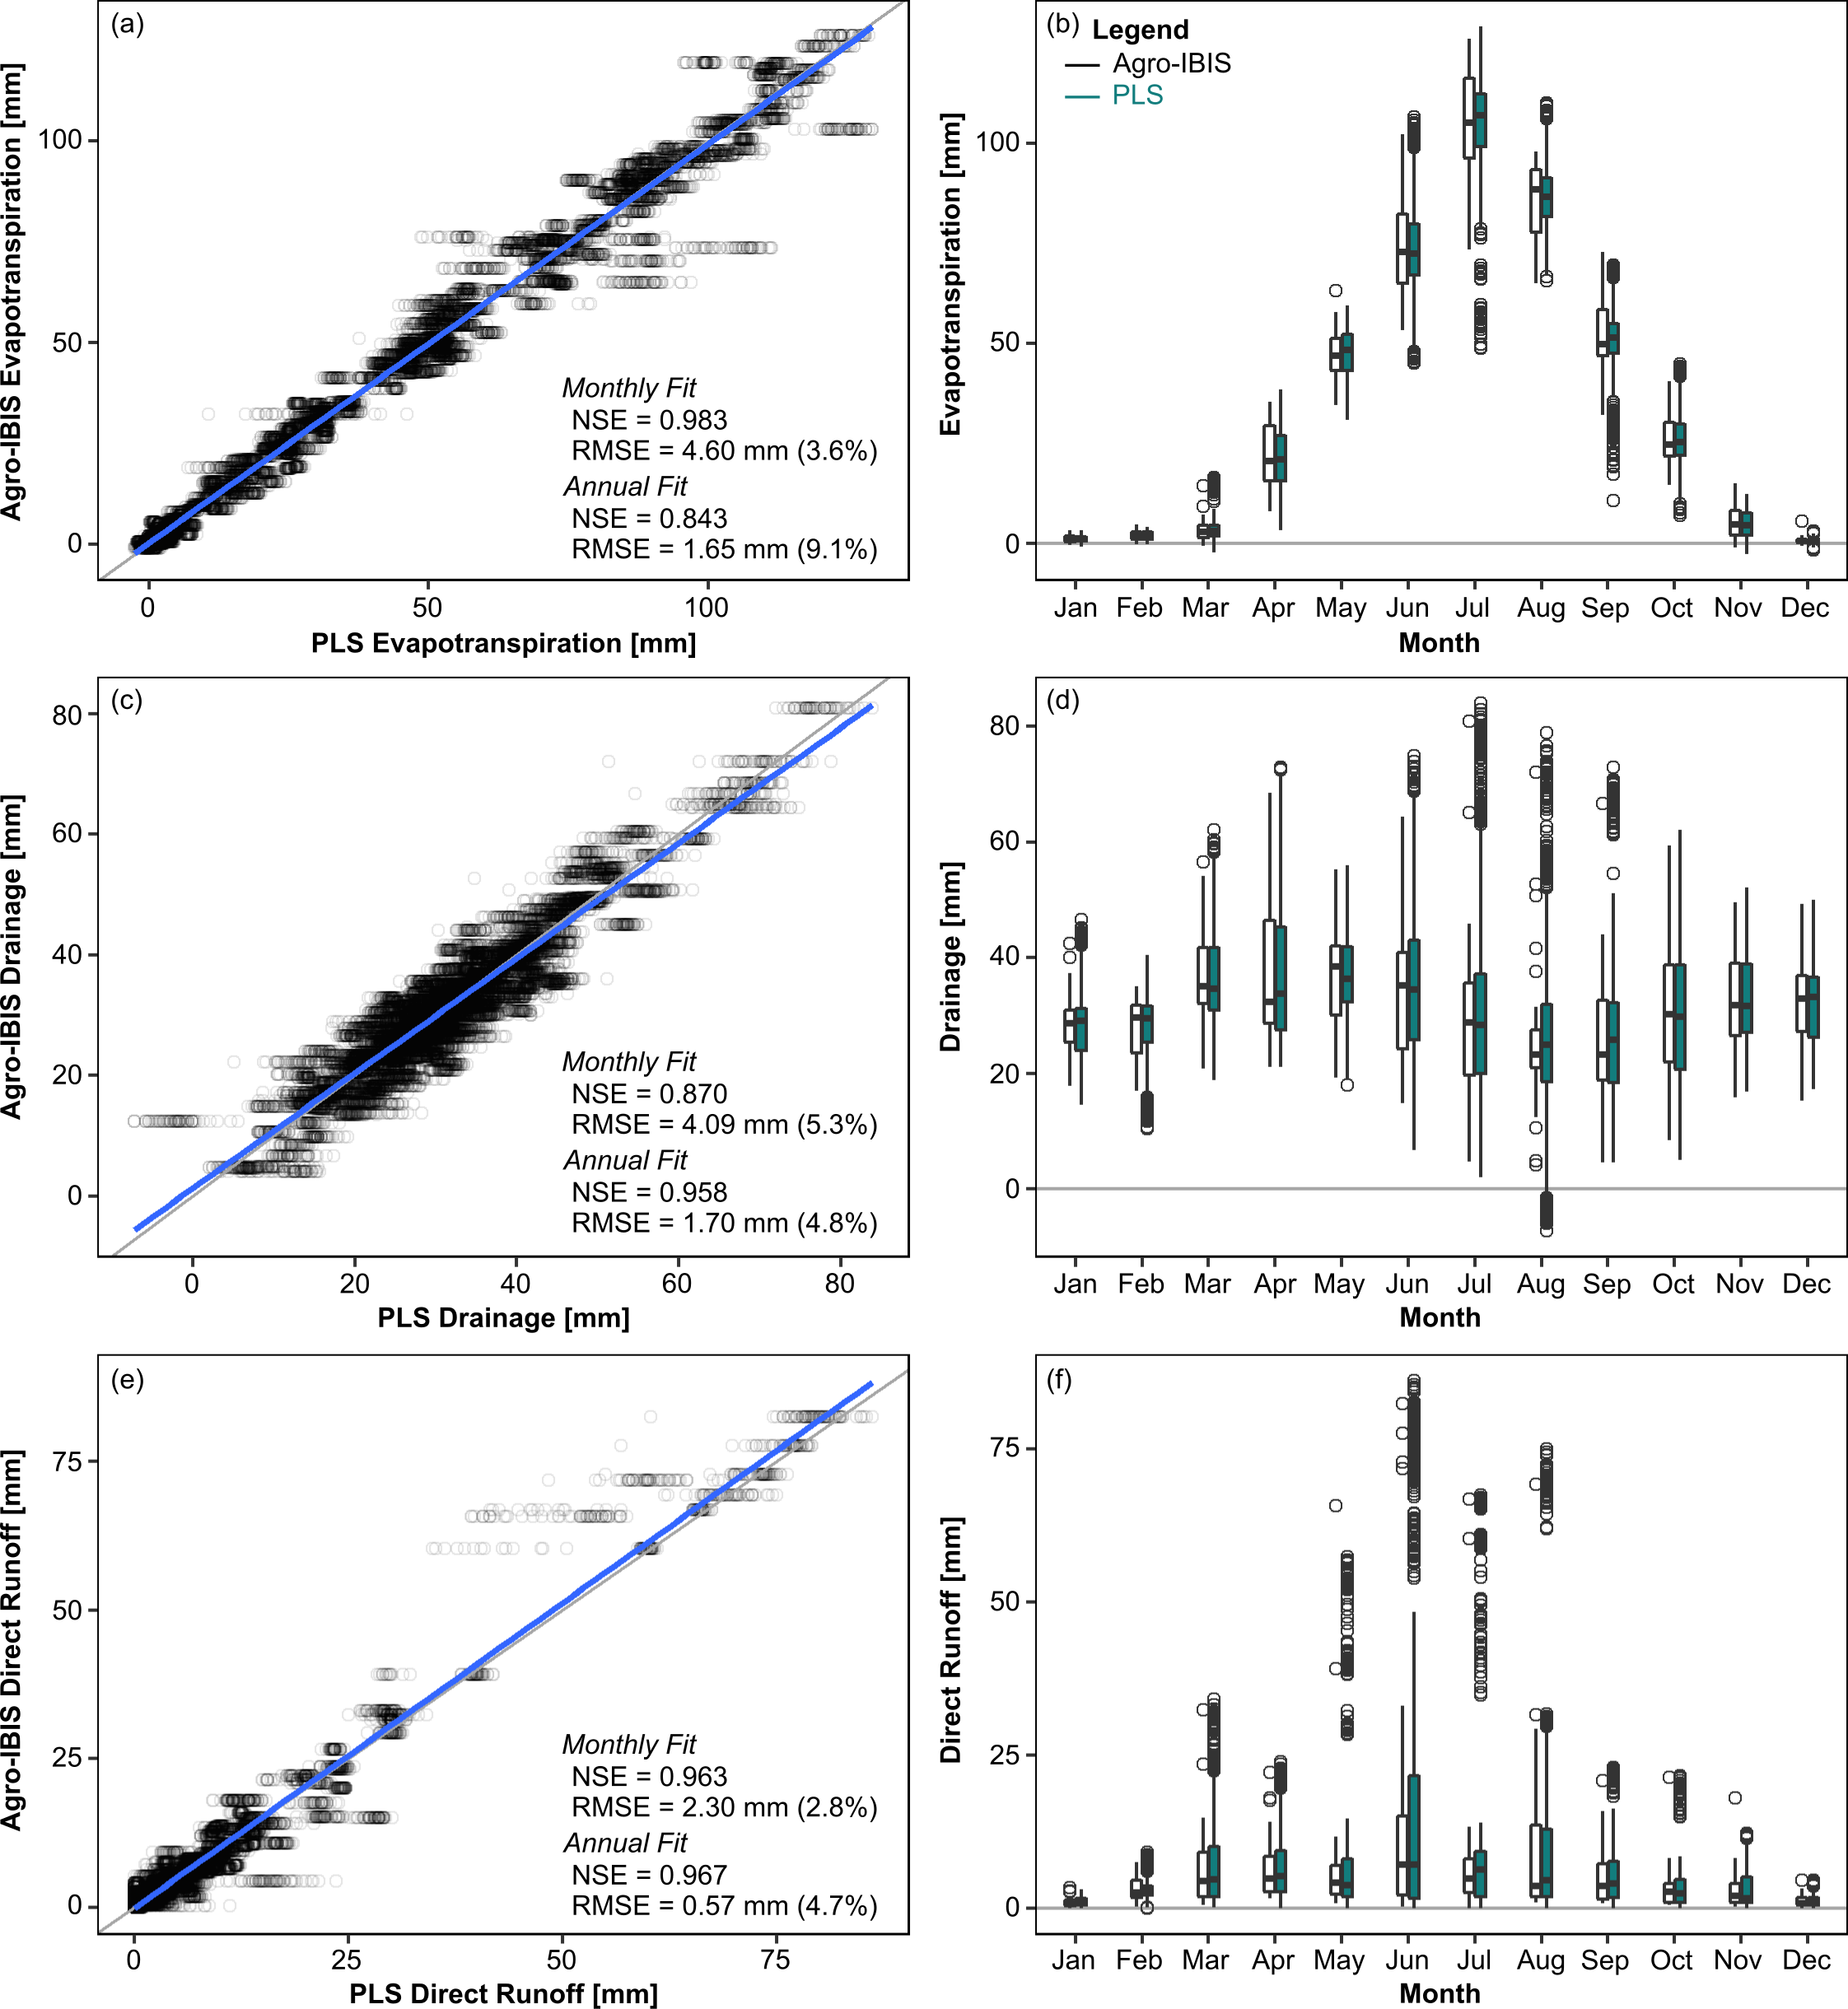 (a)
Agro-IBIS Evapotranspiration [mm]
100
50
0
Monthly Fit
NSE = 0.983
RMSE = 4.60 mm (3.6%)
Annual Fit
NSE = 0.843
RMSE = 1.65 mm (9.1%)
0 50 100
PLS Evapotranspiration [mm]
(b)
Legend
Agro-IBIS
PLS
Evapotranspiration [mm]
100
50
0
Jan Feb Mar Apr May Jun Jul Aug Sep Oct Nov Dec
Month
(c)
Agro-IBIS Drainage [mm]
80
60
40
20
0
Monthly Fit
NSE = 0.870
RMSE = 4.09 mm (5.3%)
Annual Fit
NSE = 0.958
RMSE = 1.70 mm (4.8%)
0 20 40 60 80
PLS Drainage [mm]
(d)
Drainage [mm]
80
60
40
20
0
Jan Feb Mar Apr May Jun Jul Aug Sep Oct Nov Dec
Month
(e)
Agro-IBIS Direct Runoff [mm]
75
50
25
0
Monthly Fit
NSE = 0.963
RMSE = 2.30 mm (2.8%)
Annual Fit
NSE = 0.967
RMSE = 0.57 mm (4.7%)
0 25 50 75
PLS Direct Runoff [mm]
(f)
Direct Runoff [mm]
75
50
25
0
Jan Feb Mar Apr May Jun Jul Aug Sep Oct Nov Dec
Month